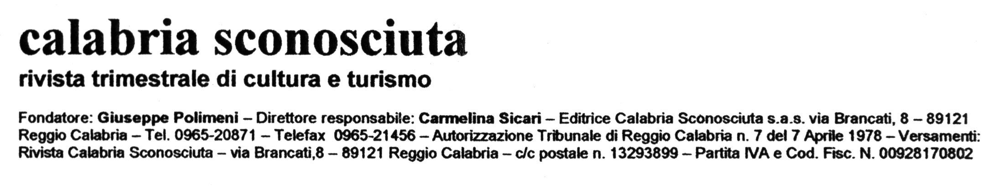 calabria sconosciuta
rivista trimestrale di cultura e turismo
Fondatore: Giuseppe Polimeni – Direttore responsabile: Carmelina Sicari – Editrice Calabria Sconosciuta s.a.s. via Brancati, 8 – 89121
Reggio Calabria – Tel. 0965-20871 – Telefax 0965-21456 – Autorizzazione Tribunale di Reggio Calabria n. 7 del 7 Aprile 1978 – Versamenti:
Rivista Calabria Sconosciuta – via Brancati,8 – 89121 Reggio Calabria – c/c postale n. 13293899 – Partita IVA e Cod. Fisc. N. 00928170802